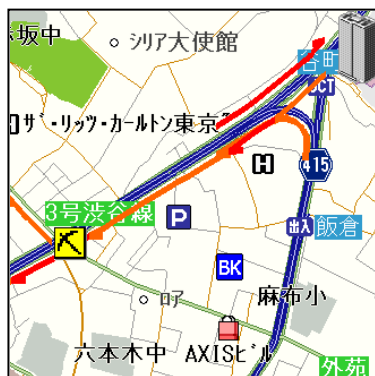 赤坂中
シリア大使館
谷町
JCT
ザ・リッツ・カールトン東京
H
415
3号渋谷線
P
出入
飯倉
BK
ロア
麻布小
六本木中
AXISビル
外苑